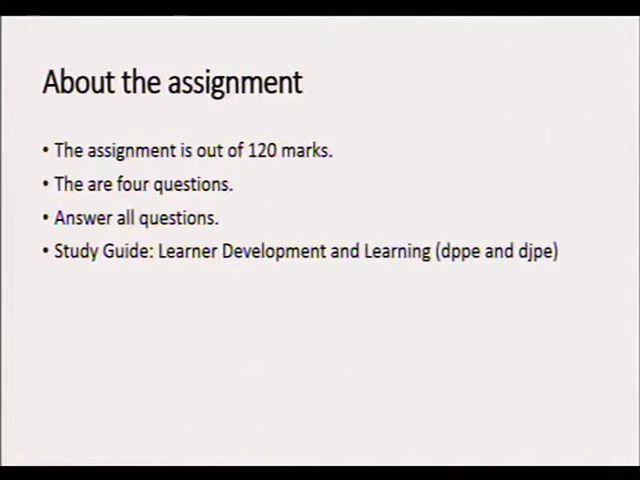 About the assignment
• The assignment is out of 120 marks.
• The are four questions.
• Answer all questions.
• Study Guide: Learner Development and Learning (dppe and djpe)